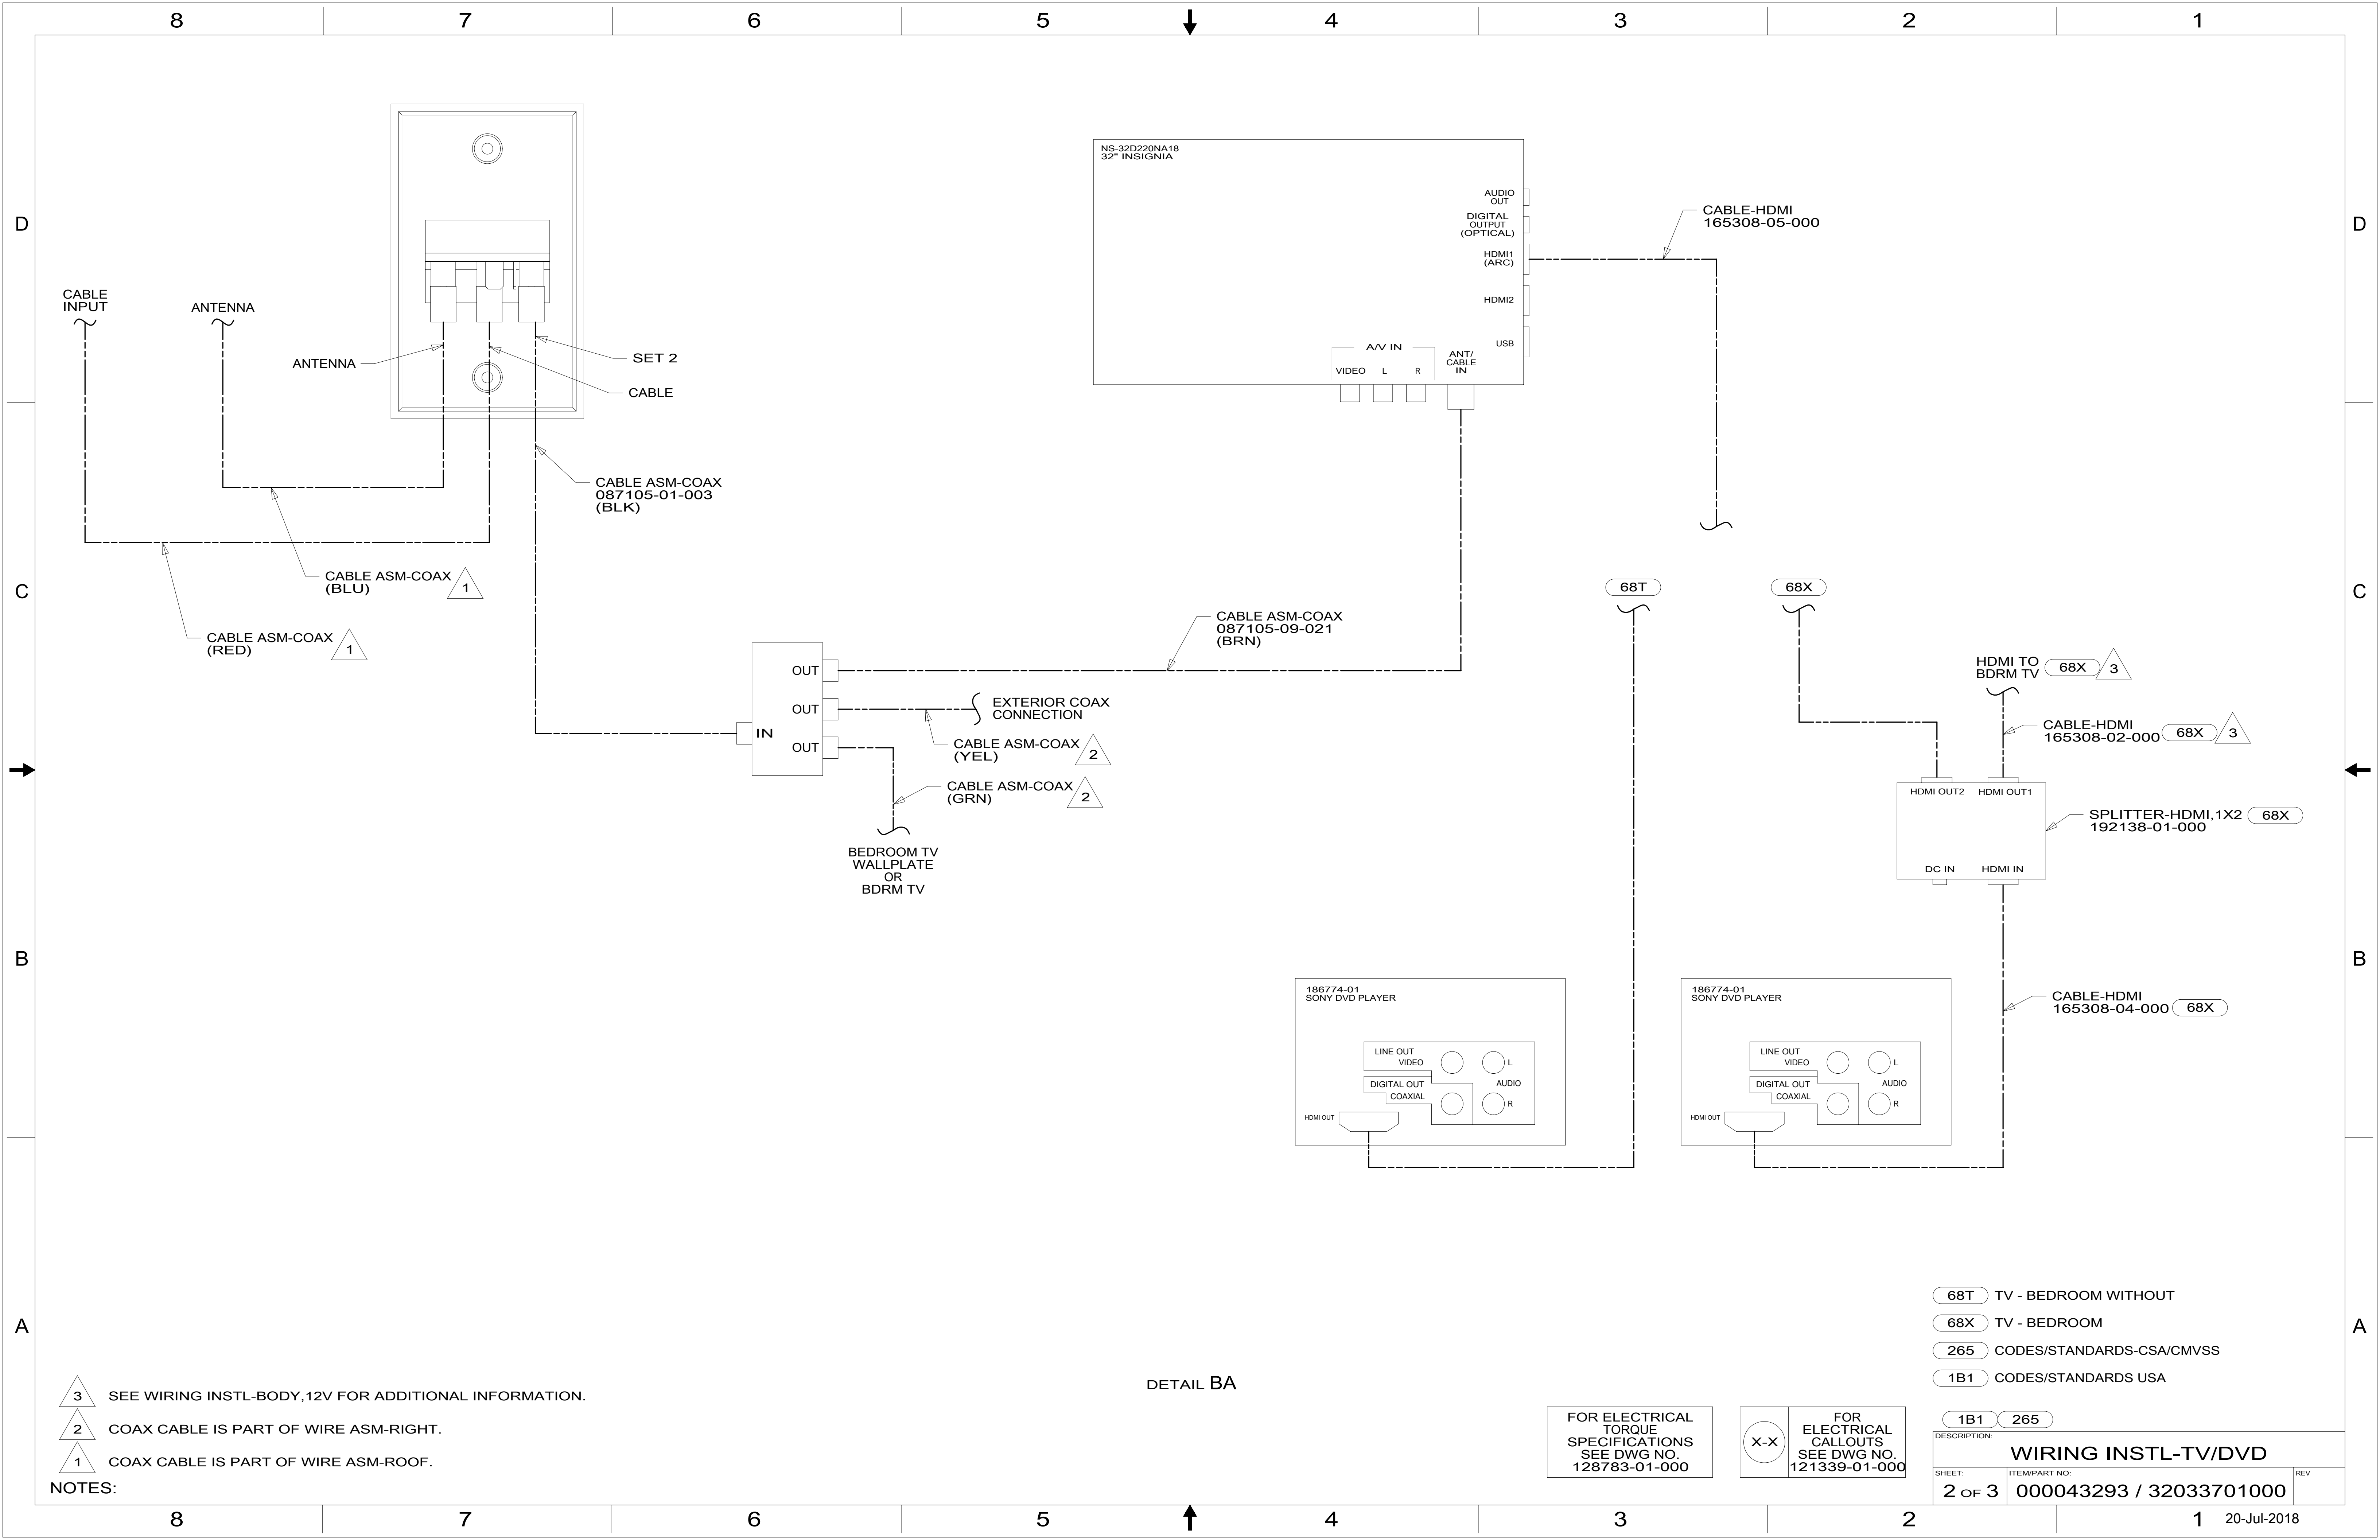 8 7 6 5 4 3 2 1
D
D
C
C
B
B
A
A
CABLE
INPUT
ANTENNA
ANTENNA
SET 2
CABLE
CABLE ASM-COAX
087105-01-003
(BLK)
CABLE ASM-COAX
(BLU)
1
CABLE ASM-COAX
(RED)
1
NS-32D220NA18
32" INSIGNIA
AUDIO
OUT
DIGITAL
OUTPUT
(OPTICAL)
HDMI1
(ARC)
HDMI2
USB
A/V IN
VIDEO L R
ANT/
CABLE
IN
CABLE-HDMI
165308-05-000
68T
68X
CABLE ASM-COAX
087105-09-021
(BRN)
IN
OUT
OUT
OUT
EXTERIOR COAX
CONNECTION
CABLE ASM-COAX
(YEL)
2
CABLE ASM-COAX
(GRN)
2
BEDROOM TV
WALLPLATE
OR
BDRM TV
HDMI TO
BDRM TV
68X
3
CABLE-HDMI
165308-02-000
68X
3
HDMI OUT2 HDMI OUT1
DC IN HDMI IN
SPLITTER-HDMI,1X2
192138-01-000
68X
CABLE-HDMI
165308-04-000
68X
186774-01
SONY DVD PLAYER
LINE OUT
VIDEO
L
DIGITAL OUT
AUDIO
COAXIAL
R
HDMI OUT
186774-01
SONY DVD PLAYER
LINE OUT
VIDEO
L
DIGITAL OUT
AUDIO
COAXIAL
R
HDMI OUT
68T TV - BEDROOM WITHOUT
68X TV - BEDROOM
265 CODES/STANDARDS-CSA/CMVSS
1B1 CODES/STANDARDS USA
1B1 265
3 SEE WIRING INSTL-BODY,12V FOR ADDITIONAL INFORMATION.
2 COAX CABLE IS PART OF WIRE ASM-RIGHT.
1 COAX CABLE IS PART OF WIRE ASM-ROOF.
NOTES:
DETAIL BA
FOR ELECTRICAL
TORQUE
SPECIFICATIONS
SEE DWG NO.
128783-01-000
X-X
FOR
ELECTRICAL
CALLOUTS
SEE DWG NO.
121339-01-000
DESCRIPTION:
WIRING INSTL-TV/DVD
SHEET:
2 OF 3
ITEM/PART NO:
000043293 / 32033701000
REV
8 7 6 5 4 3 2 1
20-Jul-2018